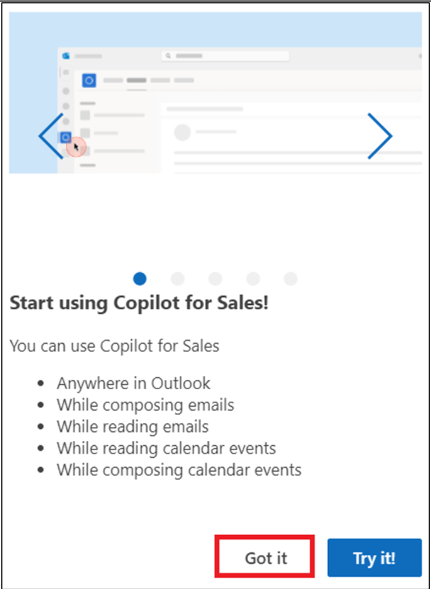 Start using Copilot for Sales!
You can use Copilot for Sales
• Anywhere in Outlook
• While composing emails
• While reading emails
• While reading calendar events
• While composing calendar events
Got it
Try it!